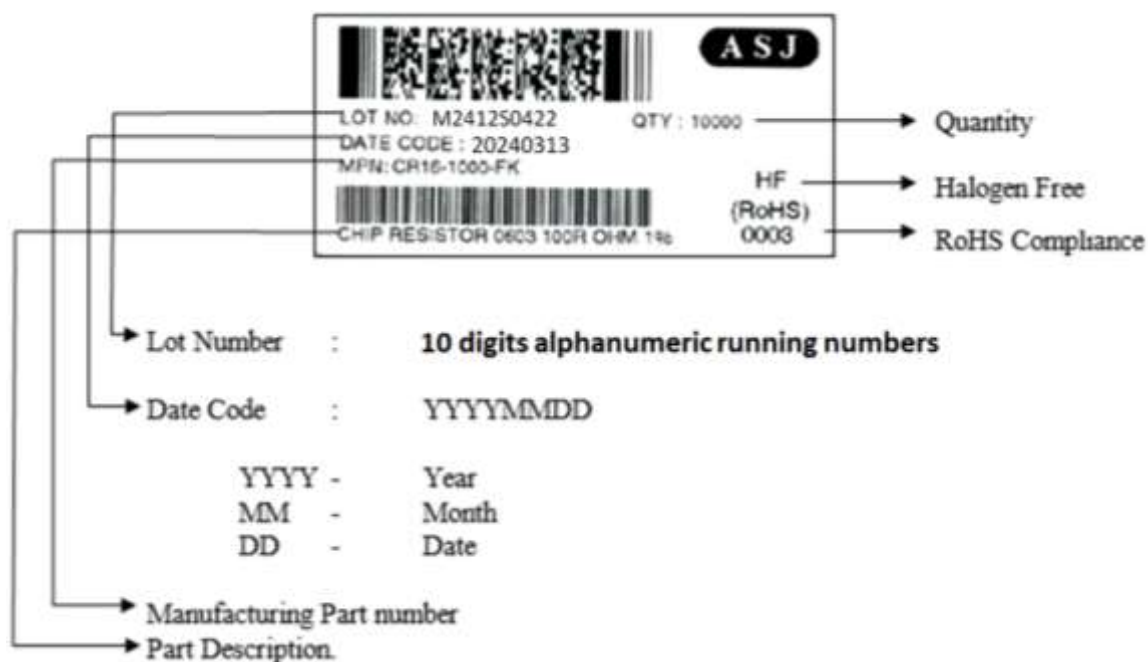 ASJ
LOT NO: M2412S0422 QTY : 10000 Quantity
DATE CODE : 20240313
MPN: CR16-1000-FK
HF Halogen Free
(RoHS)
CHIP RESISTOR 0603 100R OHM 1% 0003 RoHS Compliance
Lot Number : 10 digits alphanumeric running numbers
Date Code : YYYYMMDD
YYYY - Year
MM - Month
DD - Date
Manufacturing Part number
Part Description.